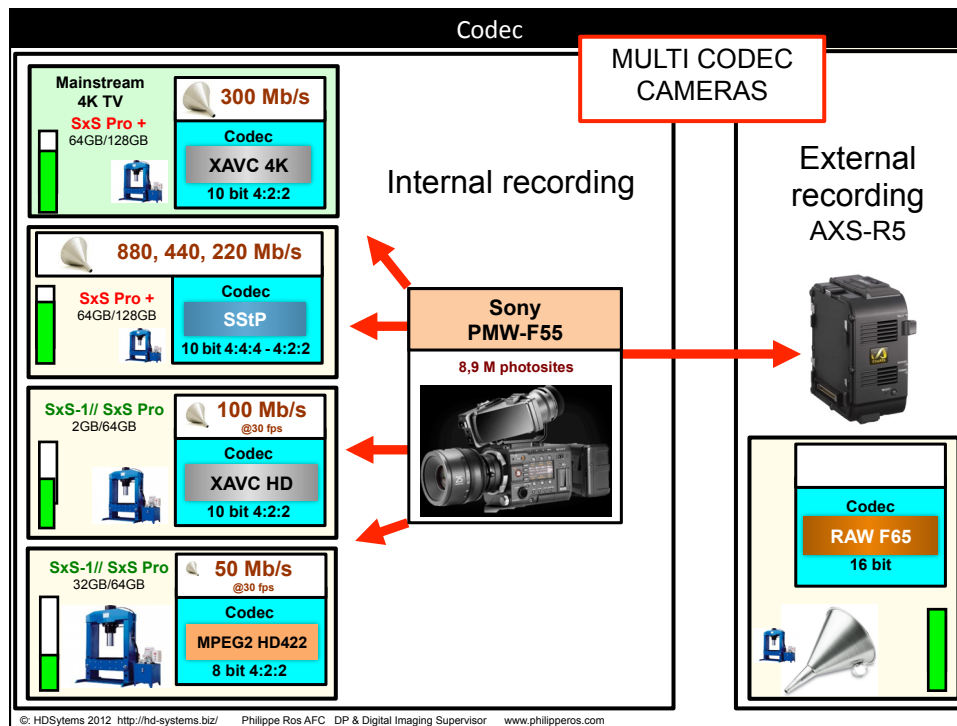 Codec
MULTI CODEC
CAMERAS
Mainstream
4K TV
SxS Pro +
64GB/128GB
300 Mb/s
Codec
XAVC 4K
10 bit 4:2:2
880, 440, 220 Mb/s
SxS Pro +
64GB/128GB
Codec
SStP
10 bit 4:4:4 - 4:2:2
SxS-1// SxS Pro
2GB/64GB
100 Mb/s
@30 fps
Codec
XAVC HD
10 bit 4:2:2
SxS-1// SxS Pro
32GB/64GB
50 Mb/s
@30 fps
Codec
MPEG2 HD422
8 bit 4:2:2
Internal recording
Sony
PMW-F55
8,9 M photosites
External
recording
AXS-R5
Codec
RAW F65
16 bit
©: HDSytems 2012 http://hd-systems.biz/ Philippe Ros AFC DP & Digital Imaging Supervisor www.philipperos.com